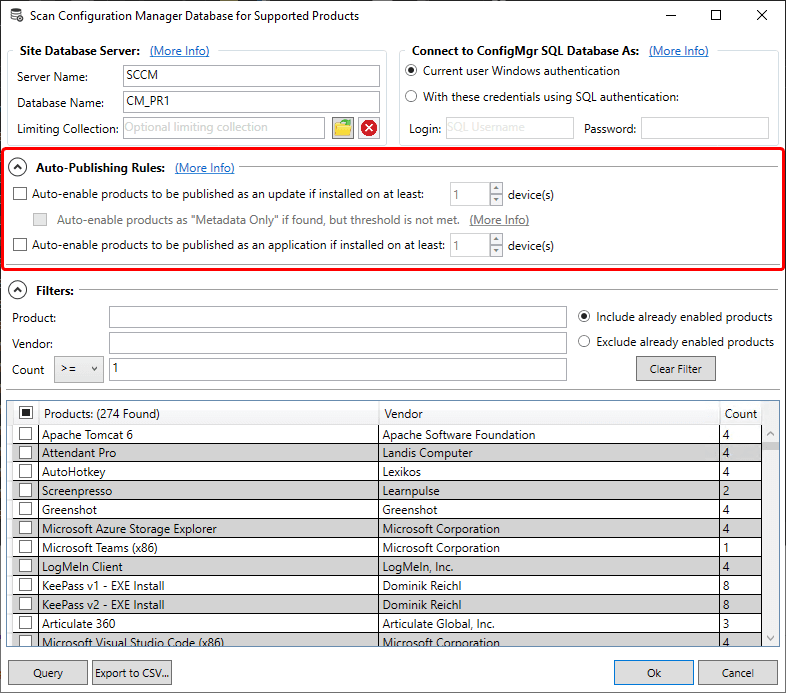 Scan Configuration Manager Database for Supported Products
Site Database Server: (More Info)
Server Name: SCCM
Database Name: CM_PR1
Limiting Collection: Optional limiting collection
Connect to ConfigMgr SQL Database As: (More Info)
Current user Windows authentication
With these credentials using SQL authentication:
Login: SQL Username Password:
Auto-Publishing Rules: (More Info)
Auto-enable products to be published as an update if installed on at least: 1 device(s)
Auto-enable products as "Metadata Only" if found, but threshold is not met. (More Info)
Auto-enable products to be published as an application if installed on at least: 1 device(s)
Filters:
Product: Include already enabled products
Vendor: Exclude already enabled products
Count >= 1 Clear Filter
Products: (274 Found) Vendor Count
Apache Tomcat 6 Apache Software Foundation 4
Attendant Pro Landis Computer 4
AutoHotkey Lexikos 4
Screenpresso Learnpulse 2
Greenshot Greenshot 4
Microsoft Azure Storage Explorer Microsoft Corporation 4
Microsoft Teams (x86) Microsoft Corporation 1
LogMeIn Client LogMeIn, Inc. 4
KeePass v1 - EXE Install Dominik Reichl 8
KeePass v2 - EXE Install Dominik Reichl 8
Articulate 360 Articulate Global, Inc. 3
Microsoft Visual Studio Code (x86) Microsoft Corporation 4
Query Export to CSV... Ok Cancel